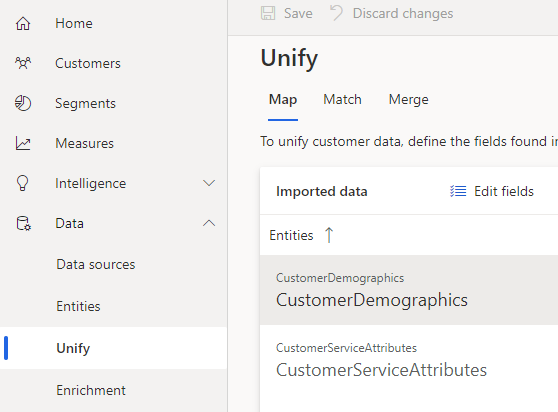 Home
Customers
Segments
Measures
Intelligence
Data
Data sources
Entities
Unify
Enrichment
Save Discard changes
Unify
Map Match Merge
To unify customer data, define the fields found
Imported data Edit fields
Entities
CustomerDemographics
CustomerDemographics
CustomerServiceAttributes
CustomerServiceAttributes